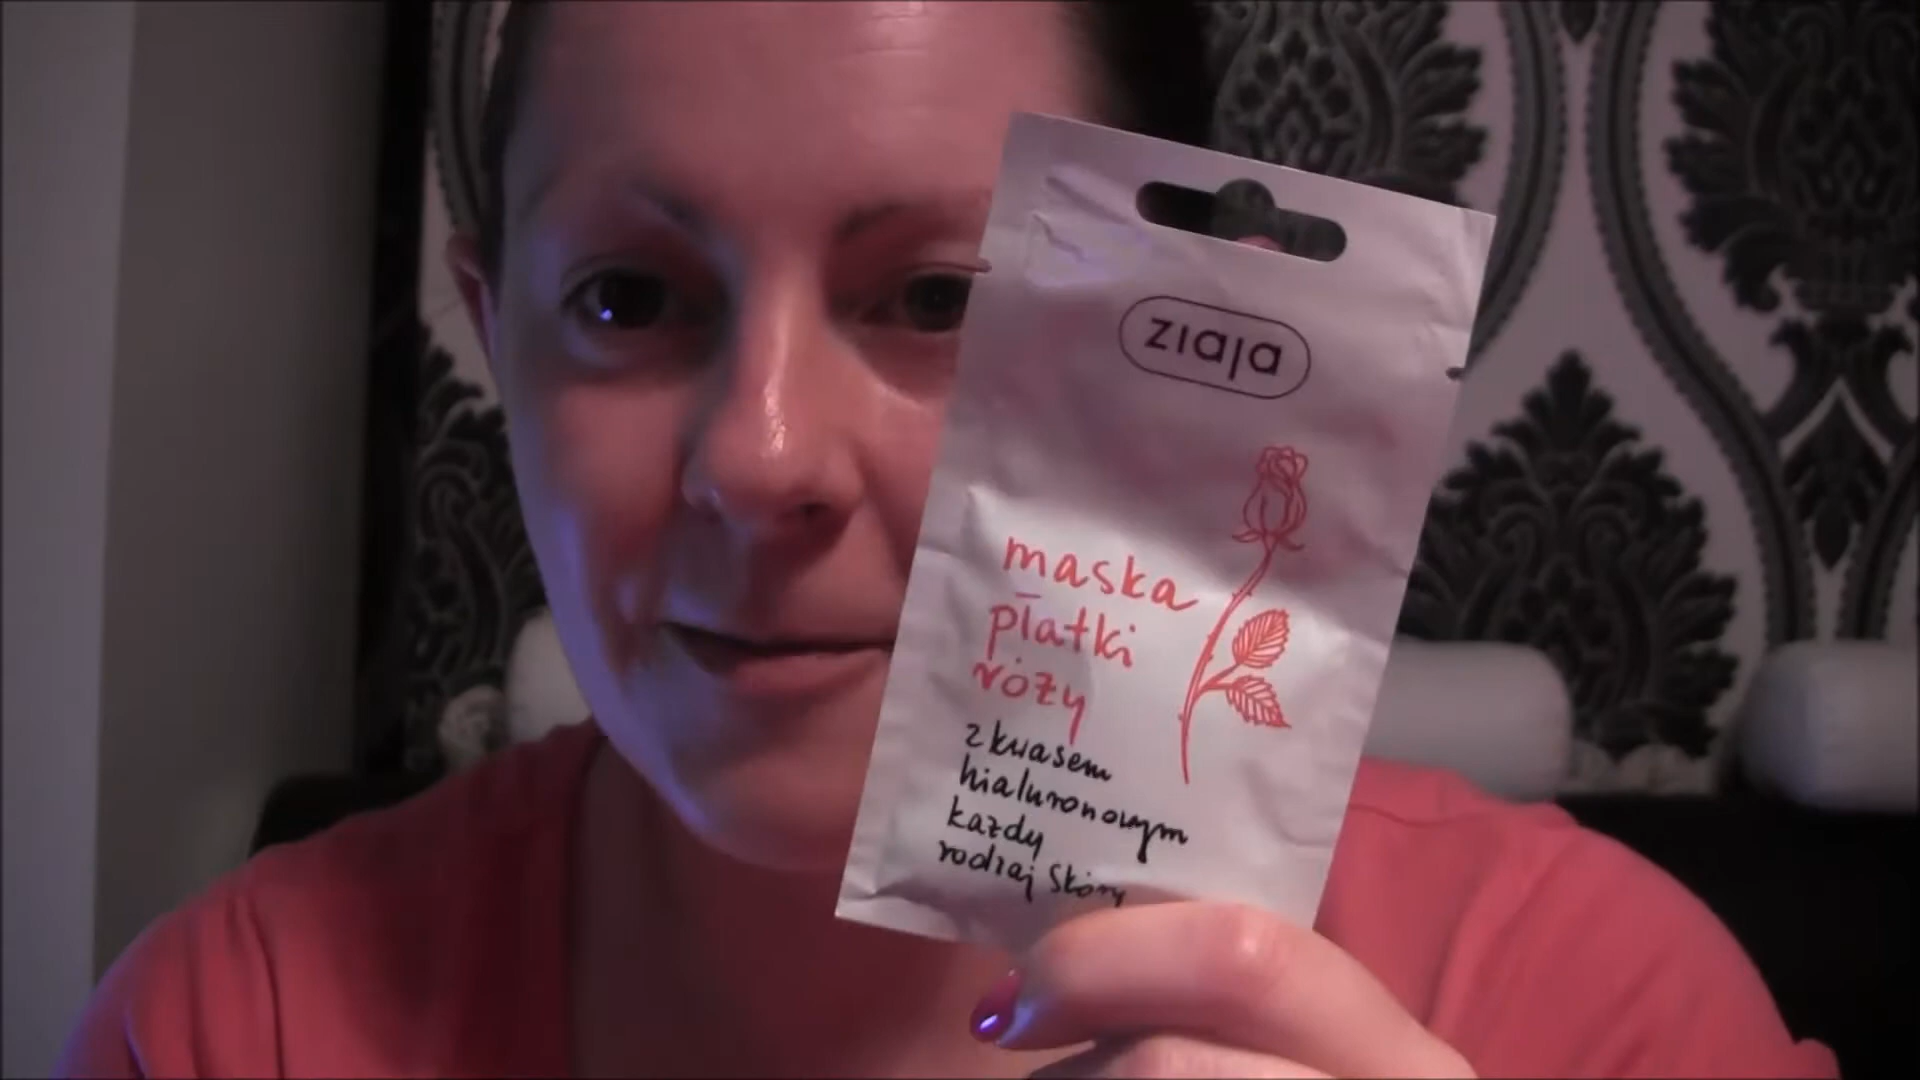 ziaja
maska
płatki
róży
z kwasem
hialuronowym
każdy
rodzaj skóry